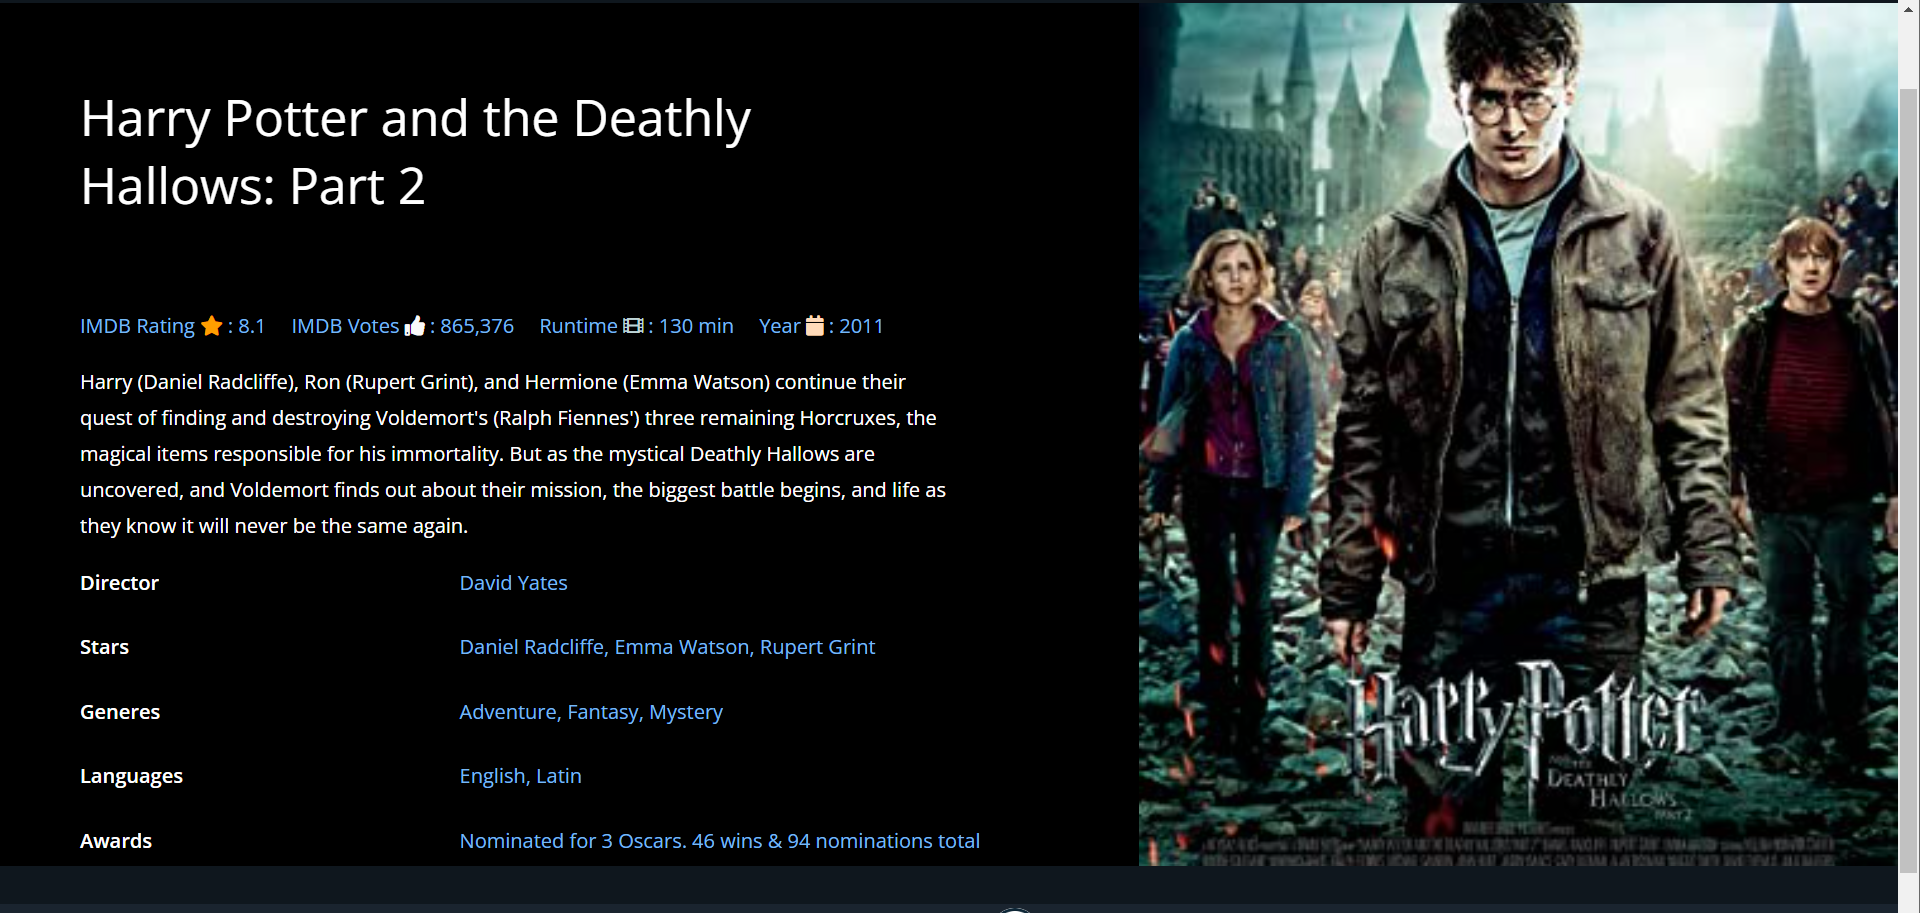 Harry Potter and the Deathly
Hallows: Part 2
IMDB Rating : 8.1 IMDB Votes : 865,376 Runtime : 130 min Year : 2011
Harry (Daniel Radcliffe), Ron (Rupert Grint), and Hermione (Emma Watson) continue their
quest of finding and destroying Voldemort's (Ralph Fiennes') three remaining Horcruxes, the
magical items responsible for his immortality. But as the mystical Deathly Hallows are
uncovered, and Voldemort finds out about their mission, the biggest battle begins, and life as
they know it will never be the same again.
Director David Yates
Stars Daniel Radcliffe, Emma Watson, Rupert Grint
Generes Adventure, Fantasy, Mystery
Languages English, Latin
Awards Nominated for 3 Oscars. 46 wins & 94 nominations total
Harry Potter
AND THE
DEATHLY
HALLOWS
PART 2